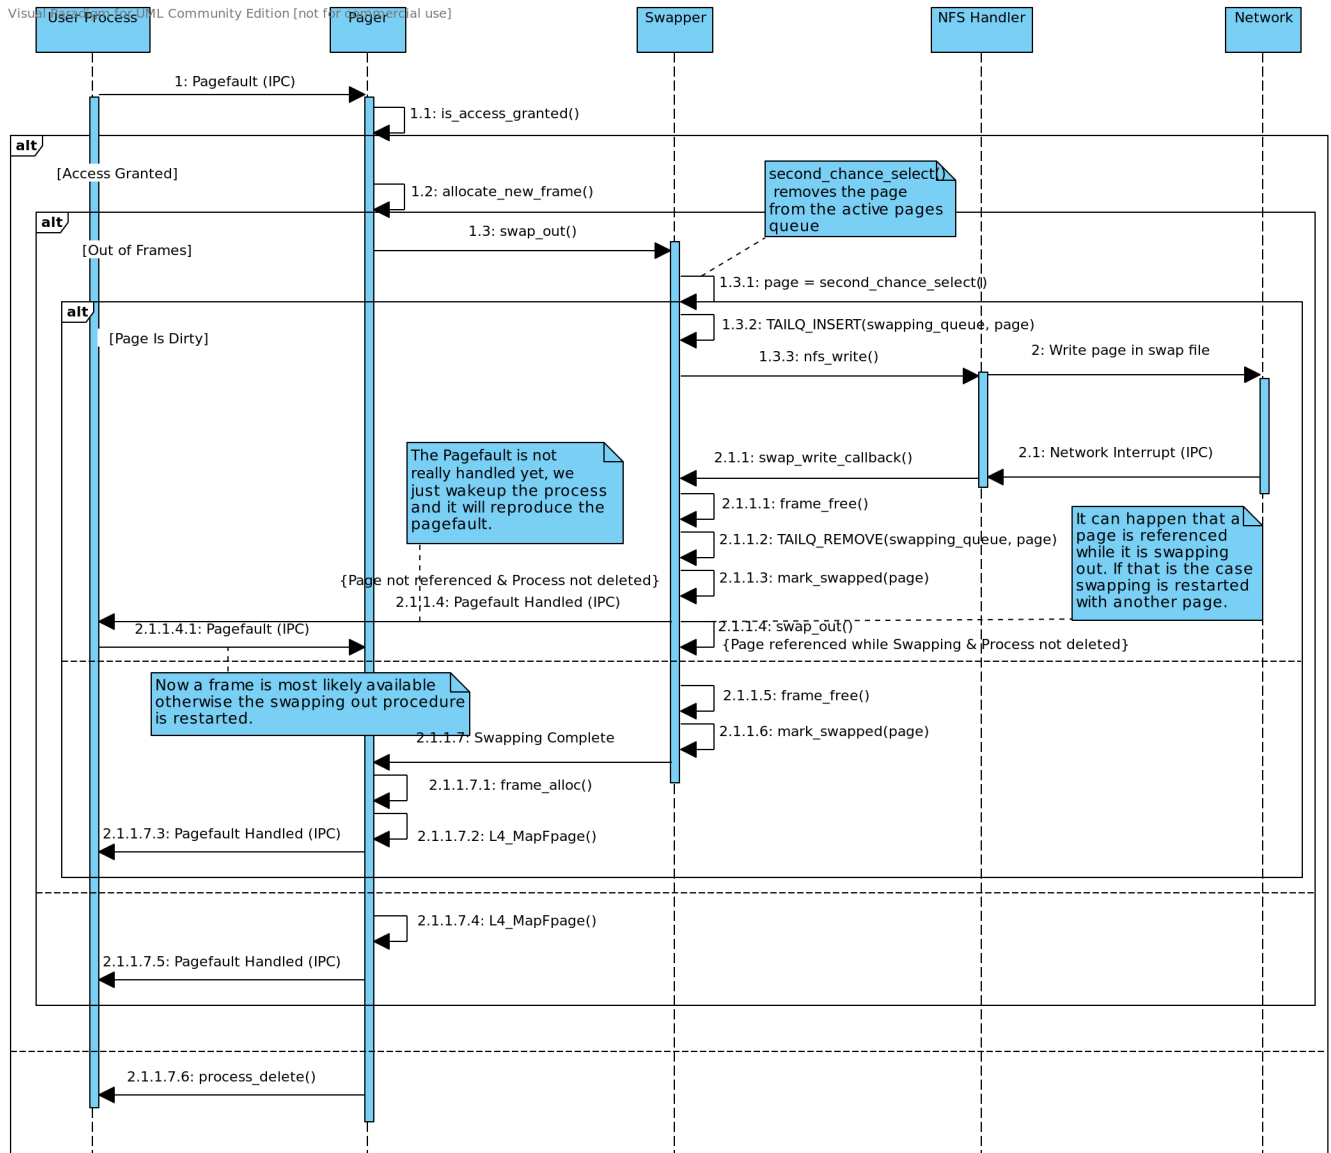 Visual Paradigm for UML Community Edition [not for commercial use]
User Process
Pager
Swapper
NFS Handler
Network
1: Pagefault (IPC)
1.1: is_access_granted()
alt
[Access Granted]
1.2: allocate_new_frame()
second_chance_select()
removes the page
from the active pages
queue
alt
[Out of Frames]
1.3: swap_out()
1.3.1: page = second_chance_select()
alt
[Page Is Dirty]
1.3.2: TAILQ_INSERT(swapping_queue, page)
1.3.3: nfs_write()
2: Write page in swap file
The Pagefault is not
really handled yet, we
just wakeup the process
and it will reproduce the
pagefault.
2.1.1: swap_write_callback()
2.1: Network Interrupt (IPC)
2.1.1.1: frame_free()
2.1.1.2: TAILQ_REMOVE(swapping_queue, page)
It can happen that a
page is referenced
while it is swapping
out. If that is the case
swapping is restarted
with another page.
{Page not referenced & Process not deleted}
2.1.1.3: mark_swapped(page)
2.1.1.4: Pagefault Handled (IPC)
2.1.1.4.1: Pagefault (IPC)
2.1.1.4: swap_out()
{Page referenced while Swapping & Process not deleted}
Now a frame is most likely available
otherwise the swapping out procedure
is restarted.
2.1.1.5: frame_free()
2.1.1.6: mark_swapped(page)
2.1.1.7: Swapping Complete
2.1.1.7.1: frame_alloc()
2.1.1.7.2: L4_MapFpage()
2.1.1.7.3: Pagefault Handled (IPC)
2.1.1.7.4: L4_MapFpage()
2.1.1.7.5: Pagefault Handled (IPC)
2.1.1.7.6: process_delete()